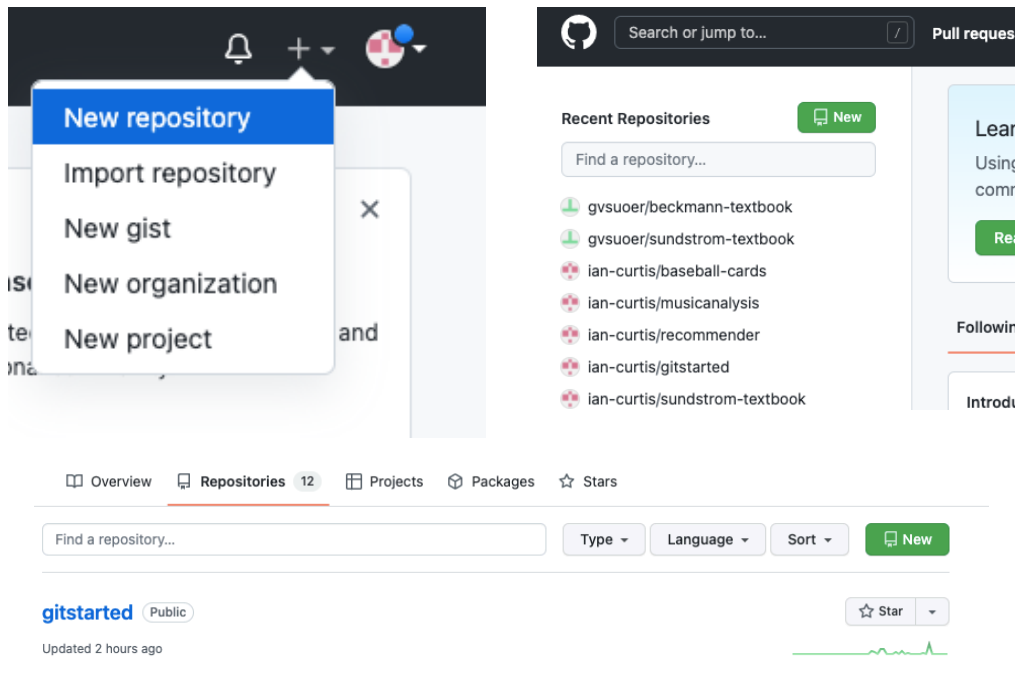 New repository
Import repository
New gist
New organization
New project
and
Search or jump to...
/
Pull reques
Recent Repositories
New
Find a repository...
gvsuoer/beckmann-textbook
gvsuoer/sundstrom-textbook
ian-curtis/baseball-cards
ian-curtis/musicanalysis
ian-curtis/recommender
ian-curtis/gitstarted
ian-curtis/sundstrom-textbook
Lear
Using
comm
Rea
Followin
Introdu
Overview
Repositories 12
Projects
Packages
Stars
Find a repository...
Type
Language
Sort
New
gitstarted Public
Star
Updated 2 hours ago